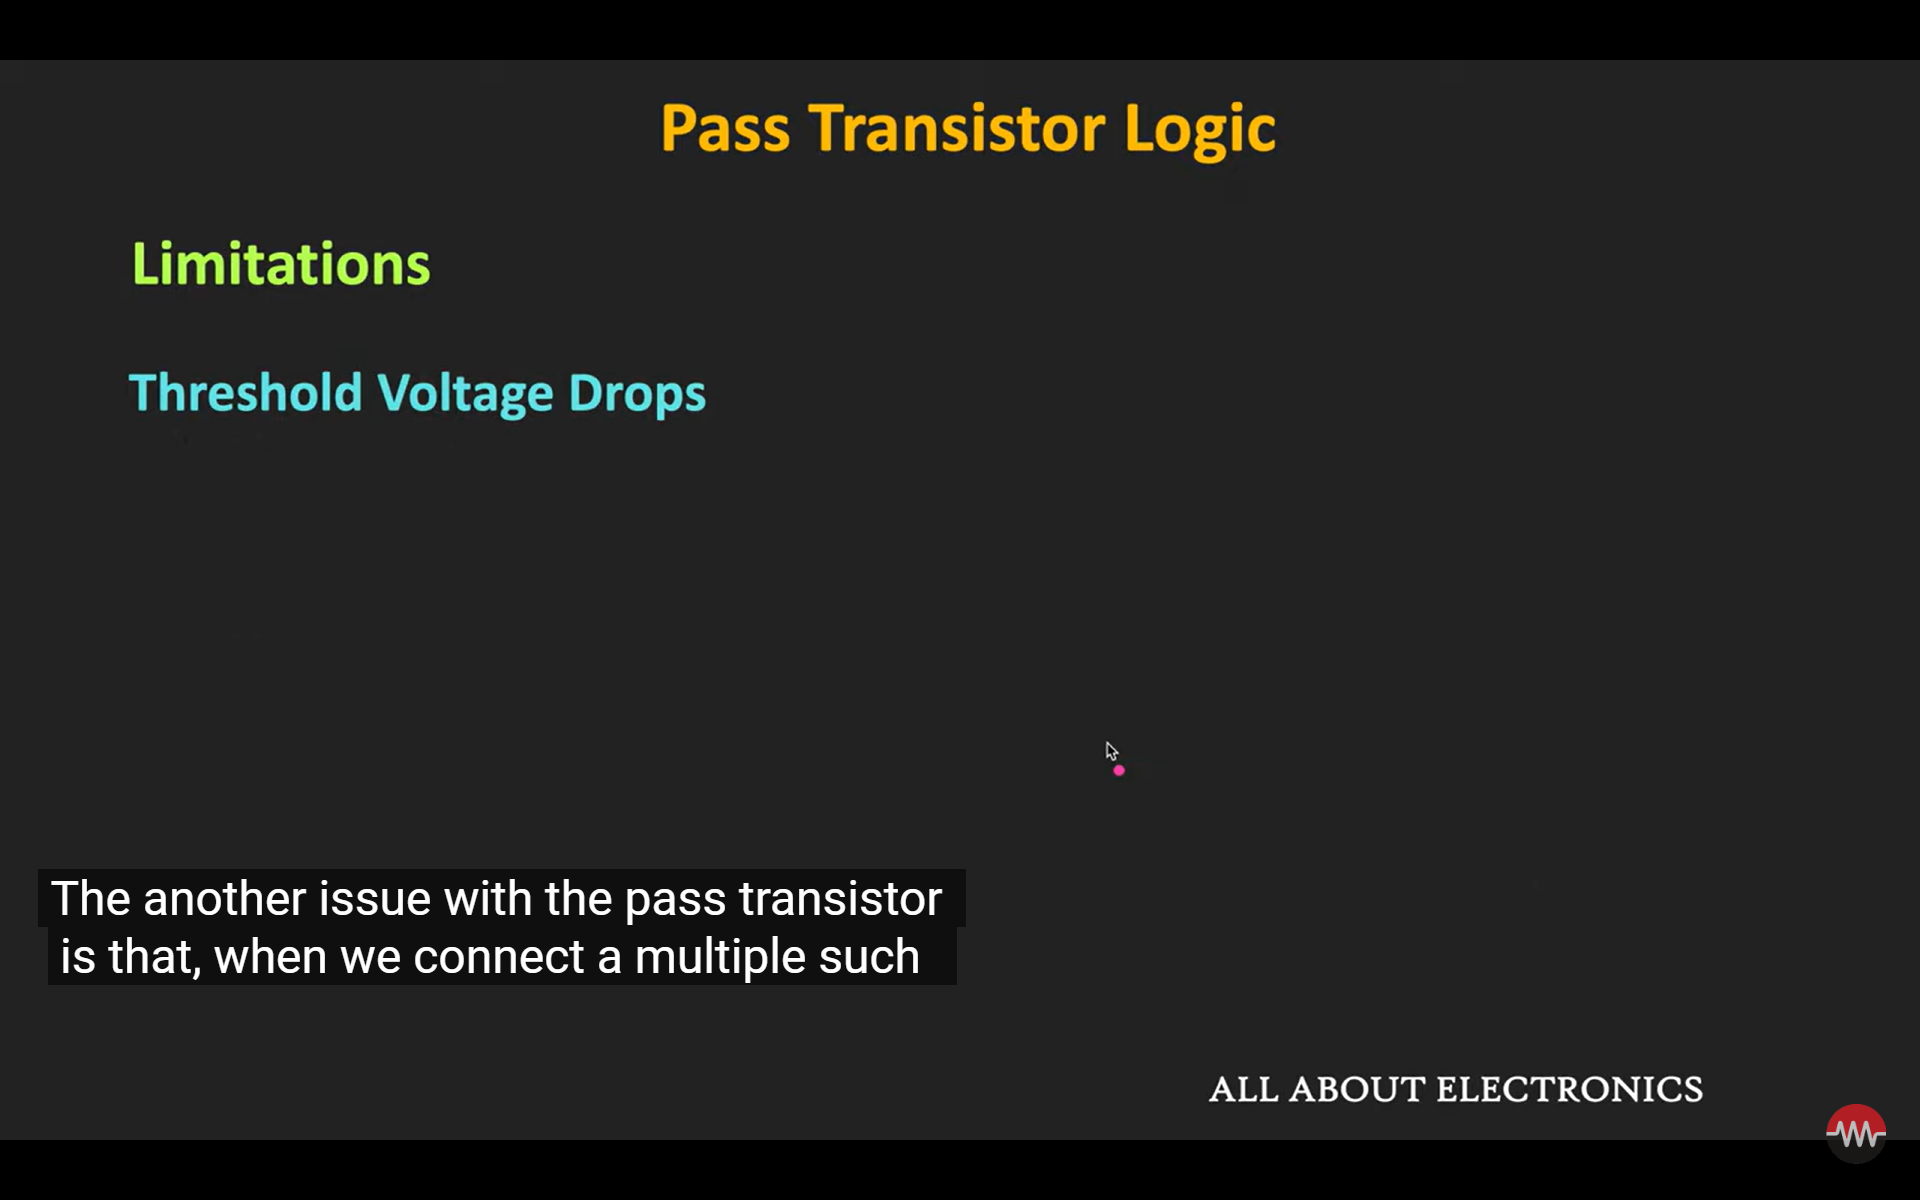 Pass Transistor Logic
Limitations
Threshold Voltage Drops
The another issue with the pass transistor
is that, when we connect a multiple such
ALL ABOUT ELECTRONICS